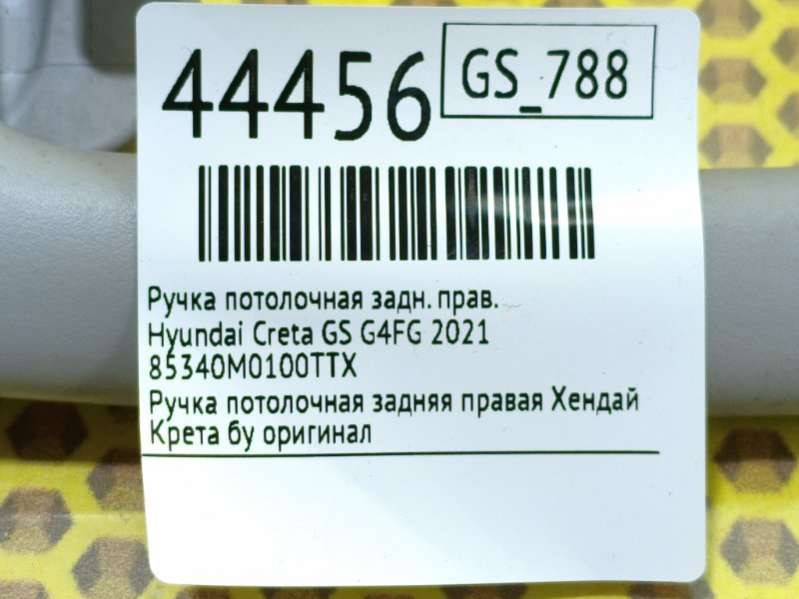 44456
GS_788
Ручка потолочная задн. прав.
Hyundai Creta GS G4FG 2021
85340M0100TTX
Ручка потолочная задняя правая Хендай
Крета бу оригинал